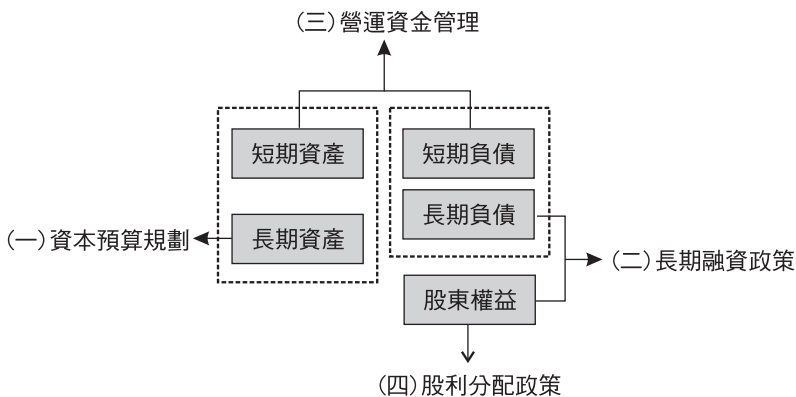 (三)營運資金管理
短期資產
短期負債
長期負債
(一)資本預算規劃
長期資產
(二)長期融資政策
股東權益
(四)股利分配政策